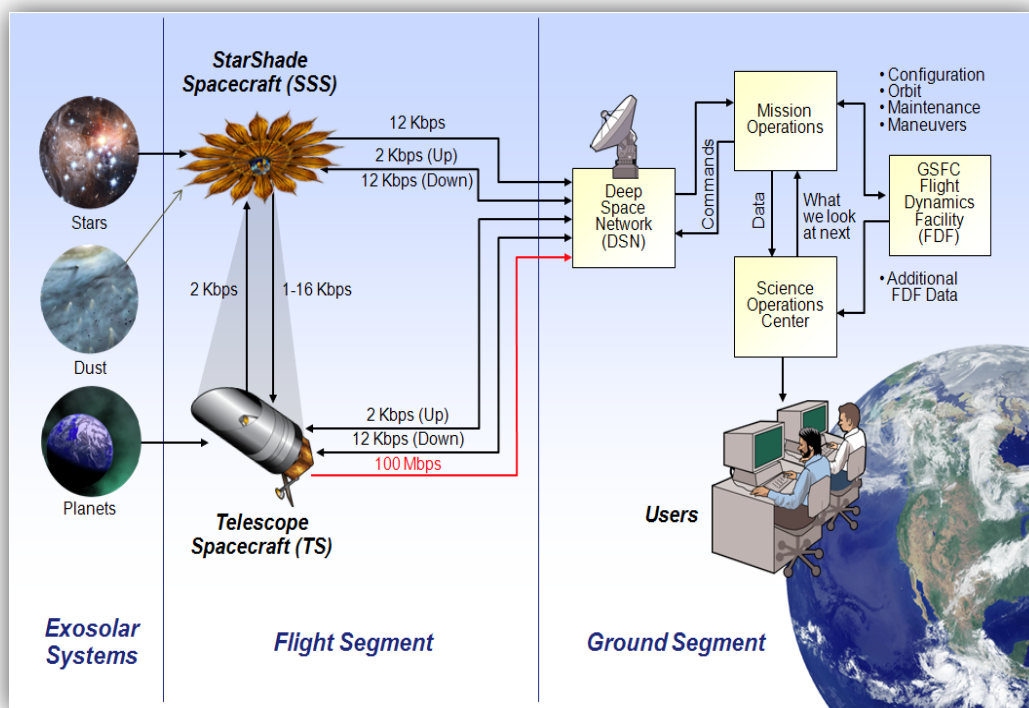 StarShade
Spacecraft (SSS)
Stars
Dust
Planets
12 Kbps
2 Kbps (Up)
12 Kbps (Down)
2 Kbps
1-16 Kbps
2 Kbps (Up)
12 Kbps (Down)
100 Mbps
Telescope
Spacecraft (TS)
Deep
Space
Network
(DSN)
Commands
Mission
Operations
• Configuration
• Orbit
• Maintenance
• Maneuvers
Data
What
we look
at next
GSFC
Flight
Dynamics
Facility
(FDF)
• Additional
FDF Data
Science
Operations
Center
Users
Exosolar
Systems
Flight Segment
Ground Segment